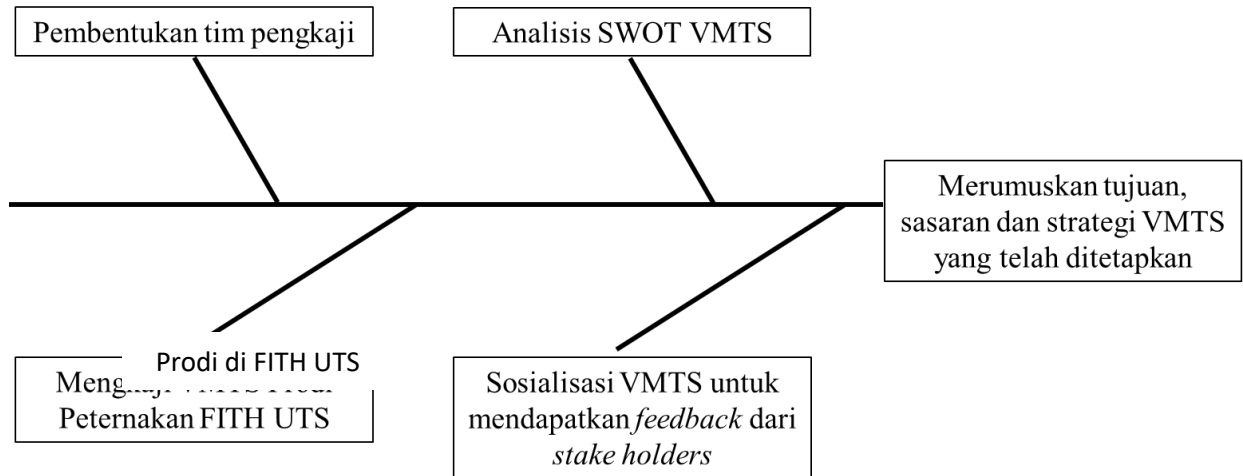 Pembentukan tim pengkaji
Analisis SWOT VMTS
Merumuskan tujuan,
sasaran dan strategi VMTS
yang telah ditetapkan
Prodi di FITH UTS
Peternakan FITH UTS
Sosialisasi VMTS untuk
mendapatkan feedback dari
stake holders